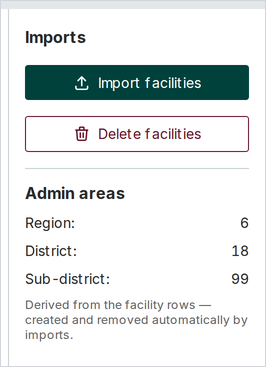 Imports
Import facilities
Delete facilities
Admin areas
Region: 6
District: 18
Sub-district: 99
Derived from the facility rows —
created and removed automatically by
imports.